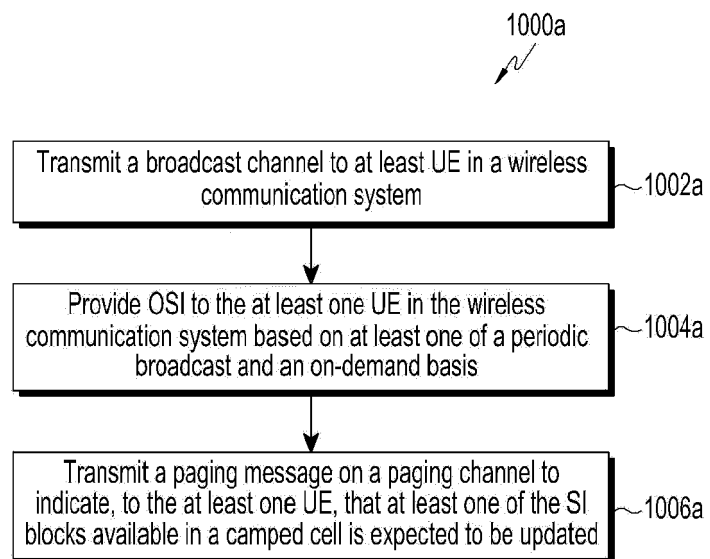 1000a
Transmit a broadcast channel to at least UE in a wireless
communication system
1002a
Provide OSI to the at least one UE in the wireless
communication system based on at least one of a periodic
broadcast and an on-demand basis
1004a
Transmit a paging message on a paging channel to
indicate, to the at least one UE, that at least one of the SI
blocks available in a camped cell is expected to be updated
1006a